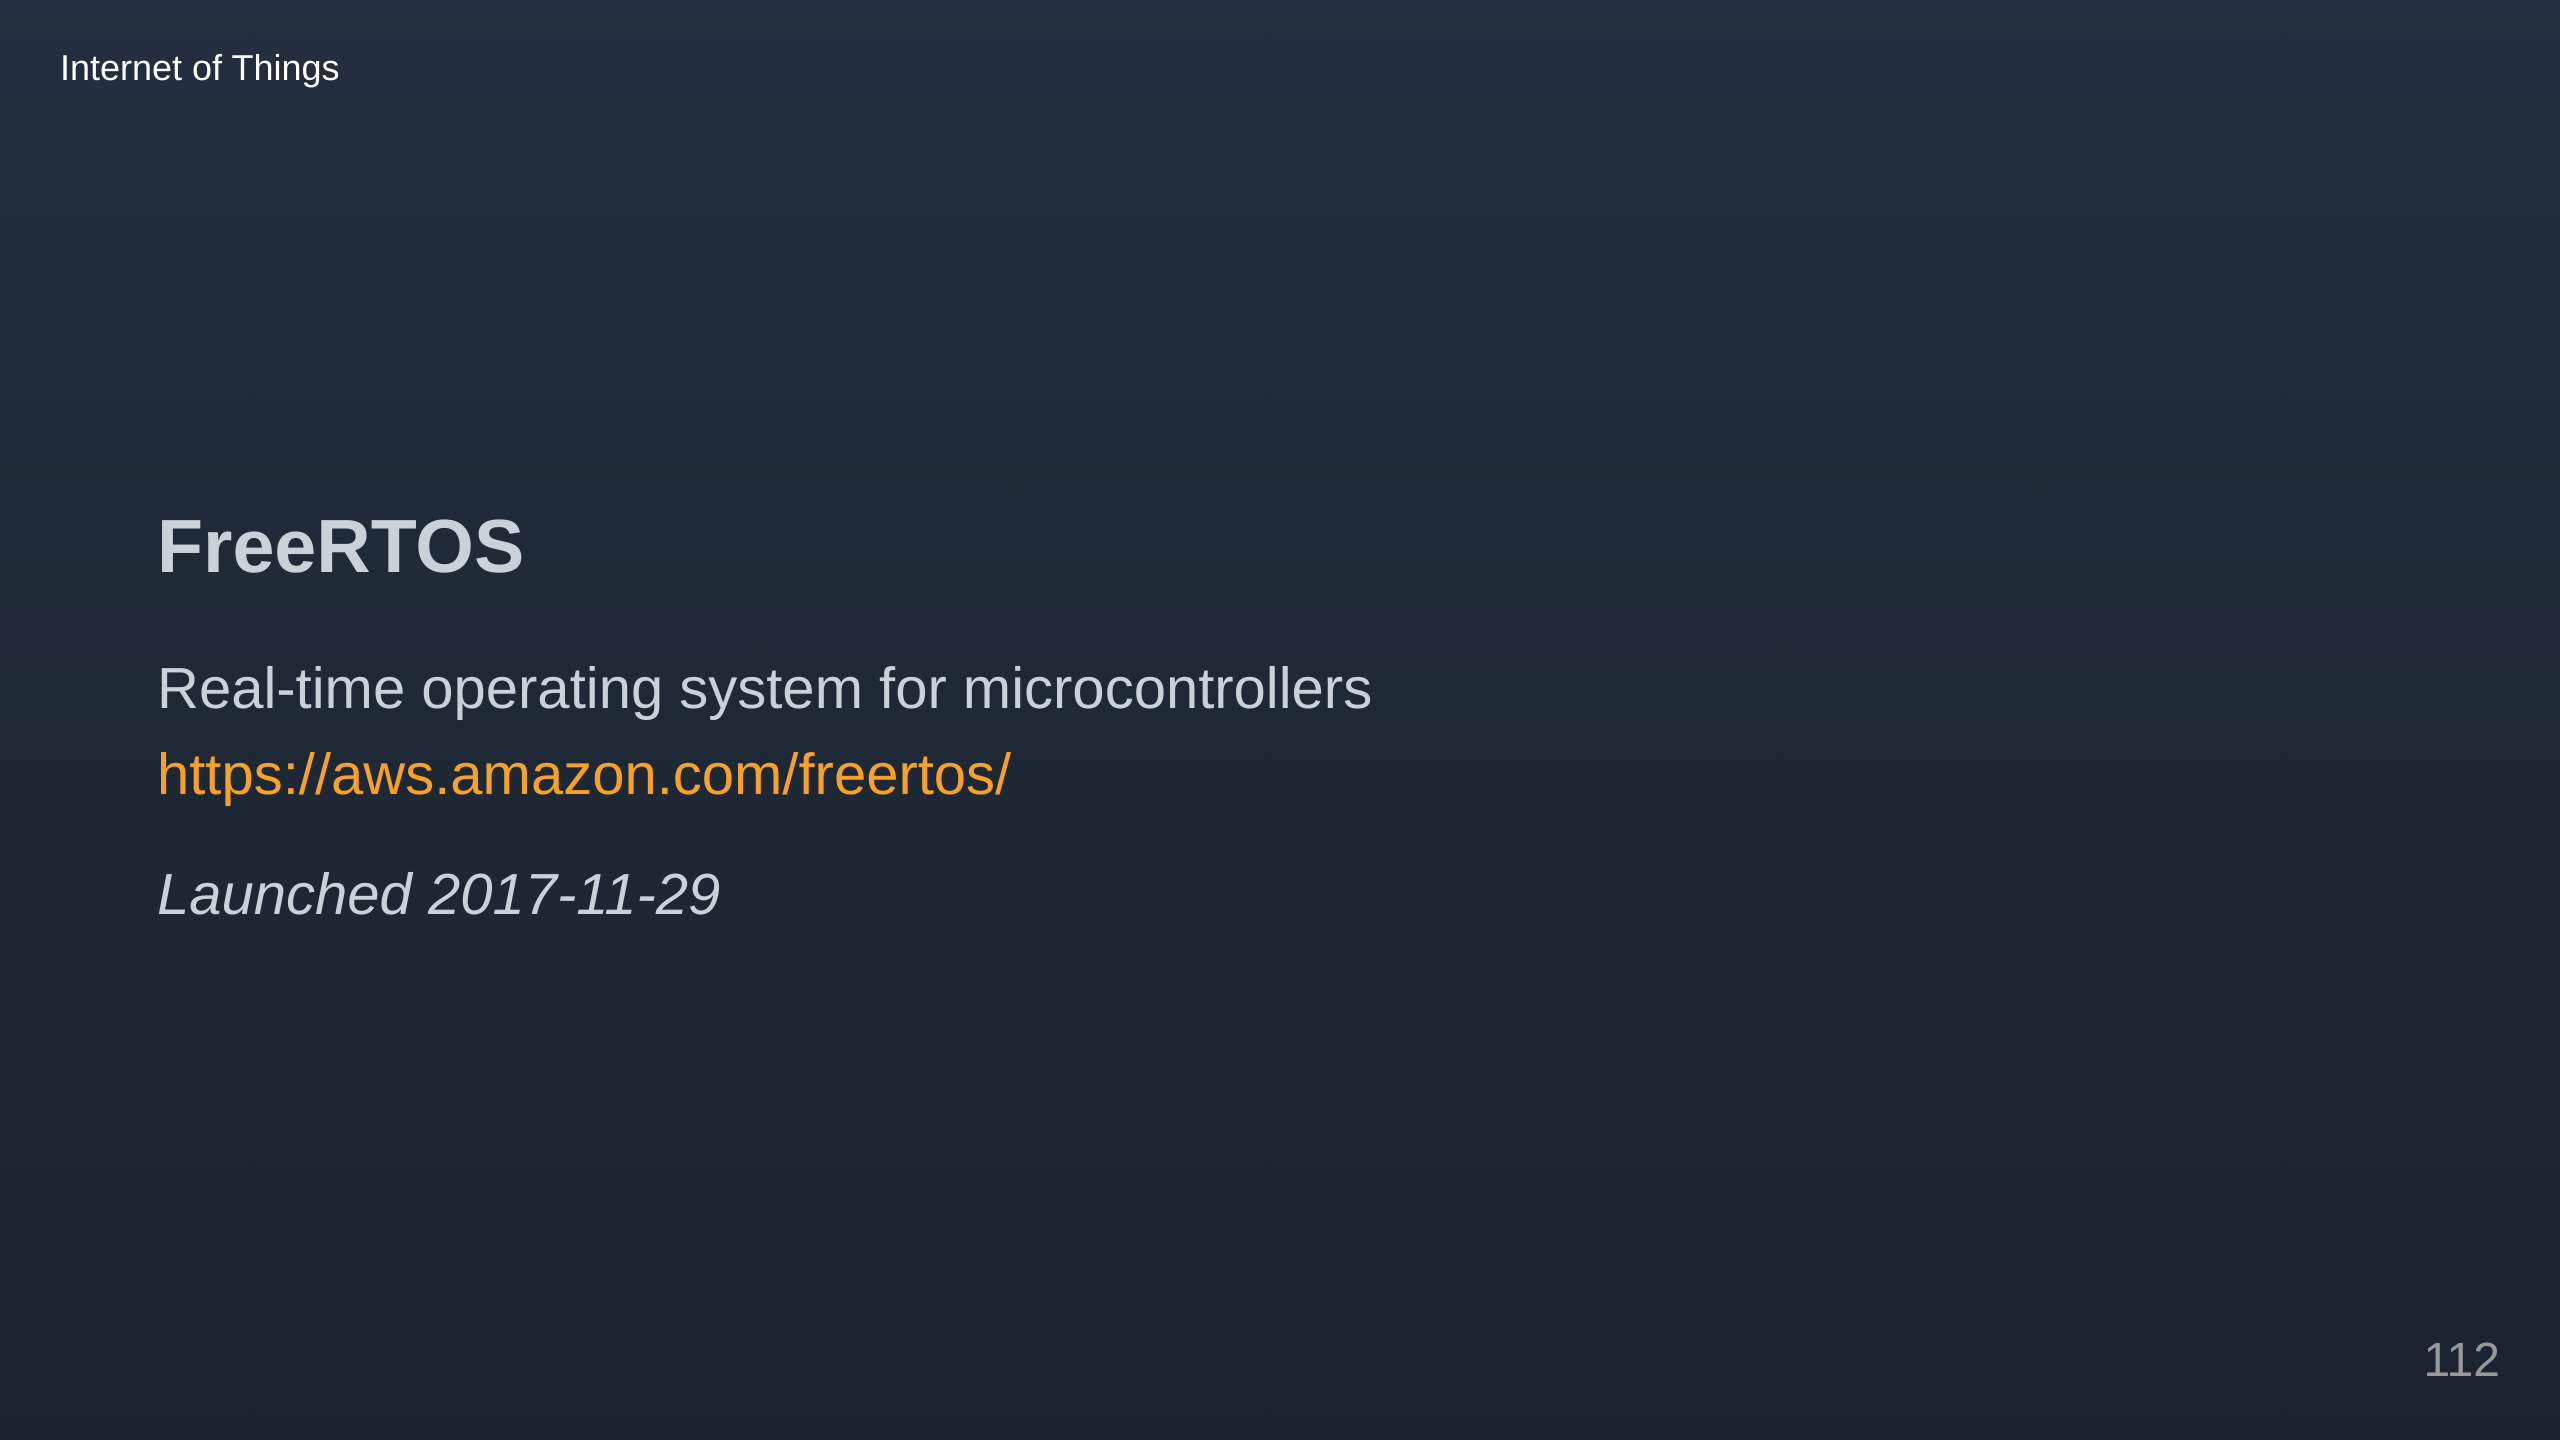 Internet of Things
FreeRTOS
Real-time operating system for microcontrollers
https://aws.amazon.com/freertos/
Launched 2017-11-29
112